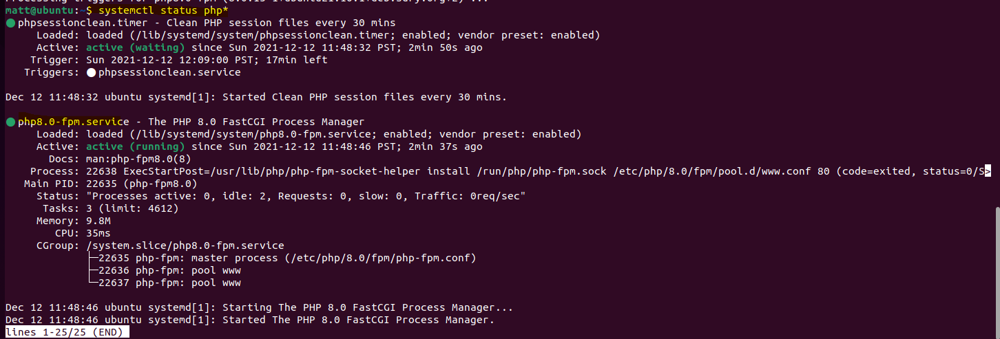 matt@ubuntu:~$ systemctl status php*
● phpsessionclean.timer - Clean PHP session files every 30 mins
Loaded: loaded (/lib/systemd/system/phpsessionclean.timer; enabled; vendor preset: enabled)
Active: active (waiting) since Sun 2021-12-12 11:48:32 PST; 2min 50s ago
Trigger: Sun 2021-12-12 12:09:00 PST; 17min left
Triggers: ● phpsessionclean.service
Dec 12 11:48:32 ubuntu systemd[1]: Started Clean PHP session files every 30 mins.
● php8.0-fpm.service - The PHP 8.0 FastCGI Process Manager
Loaded: loaded (/lib/systemd/system/php8.0-fpm.service; enabled; vendor preset: enabled)
Active: active (running) since Sun 2021-12-12 11:48:46 PST; 2min 37s ago
Docs: man:php-fpm8.0(8)
Process: 22638 ExecStartPost=/usr/lib/php/php-fpm-socket-helper install /run/php/php-fpm.sock /etc/php/8.0/fpm/pool.d/www.conf 80 (code=exited, status=0/S>
Main PID: 22635 (php-fpm8.0)
Status: "Processes active: 0, idle: 2, Requests: 0, slow: 0, Traffic: 0req/sec"
Tasks: 3 (limit: 4612)
Memory: 9.8M
CPU: 35ms
CGroup: /system.slice/php8.0-fpm.service
├─22635 php-fpm: master process (/etc/php/8.0/fpm/php-fpm.conf)
├─22636 php-fpm: pool www
└─22637 php-fpm: pool www
Dec 12 11:48:46 ubuntu systemd[1]: Starting The PHP 8.0 FastCGI Process Manager...
Dec 12 11:48:46 ubuntu systemd[1]: Started The PHP 8.0 FastCGI Process Manager.
lines 1-25/25 (END)